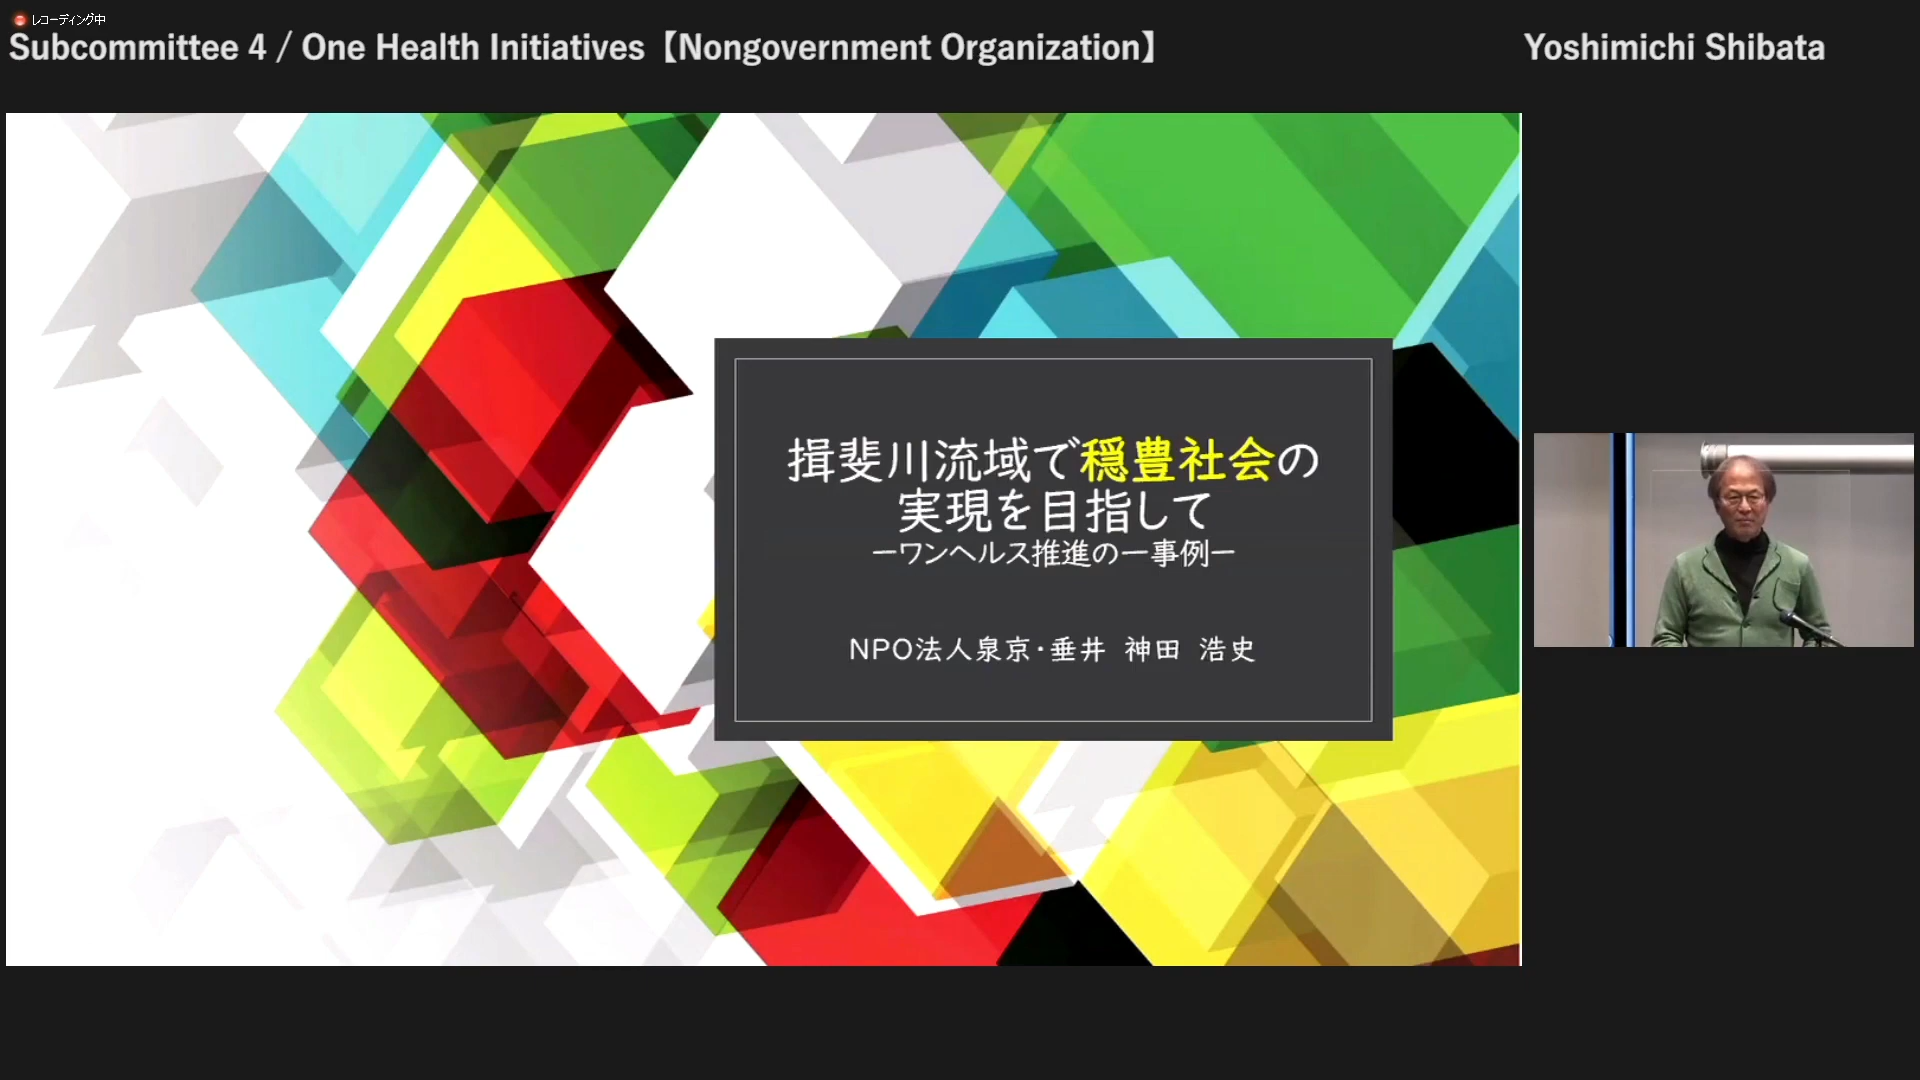 レコーディング中
Subcommittee 4 / One Health Initiatives【Nongovernment Organization】
Yoshimichi Shibata
揖斐川流域で穏豊社会の
実現を目指して
ーワンヘルス推進の一事例ー
NPO法人泉京・垂井 神田 浩史